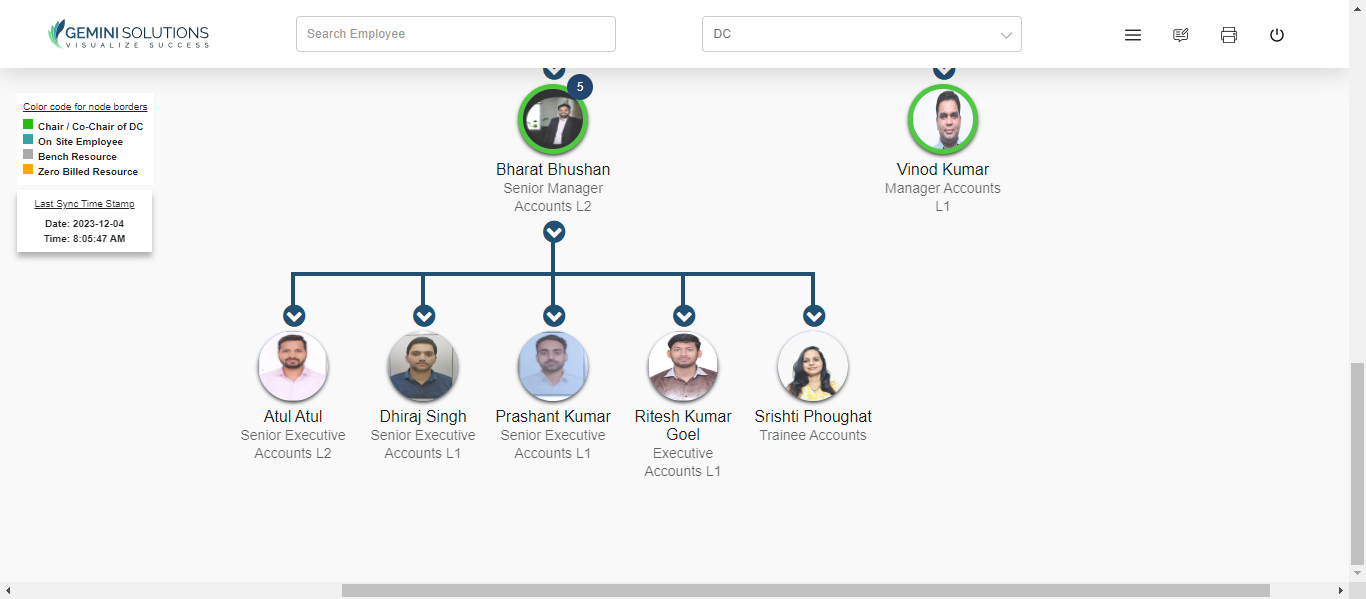 GEMINI SOLUTIONS
VISUALIZE SUCCESS
Search Employee
DC
Color code for node borders
Chair / Co-Chair of DC
On Site Employee
Bench Resource
Zero Billed Resource
Last Sync Time Stamp
Date: 2023-12-04
Time: 8:05:47 AM
5
Bharat Bhushan
Senior Manager
Accounts L2
Vinod Kumar
Manager Accounts
L1
Atul Atul
Senior Executive
Accounts L2
Dhiraj Singh
Senior Executive
Accounts L1
Prashant Kumar
Senior Executive
Accounts L1
Ritesh Kumar
Goel
Executive
Accounts L1
Srishti Phoughat
Trainee Accounts